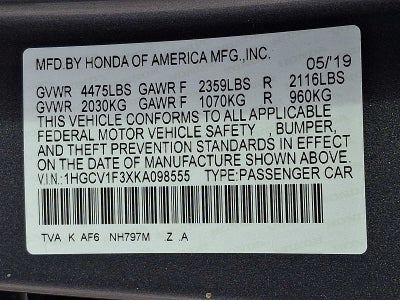 MFD.BY HONDA OF AMERICA MFG.,INC.
05/'19
GVWR 4475LBS GAWR F 2359LBS R 2116LBS
GVWR 2030KG GAWR F 1070KG R 960KG
THIS VEHICLE CONFORMS TO ALL APPLICABLE
FEDERAL MOTOR VEHICLE SAFETY , BUMPER,
AND THEFT PREVENTION STANDARDS IN EFFECT
ON THE DATE OF MANUFACTURE SHOWN ABOVE.
V.I.N.:1HGCV1F3XKA098555 TYPE:PASSENGER CAR
TVA K AF6 NH797M .Z .A